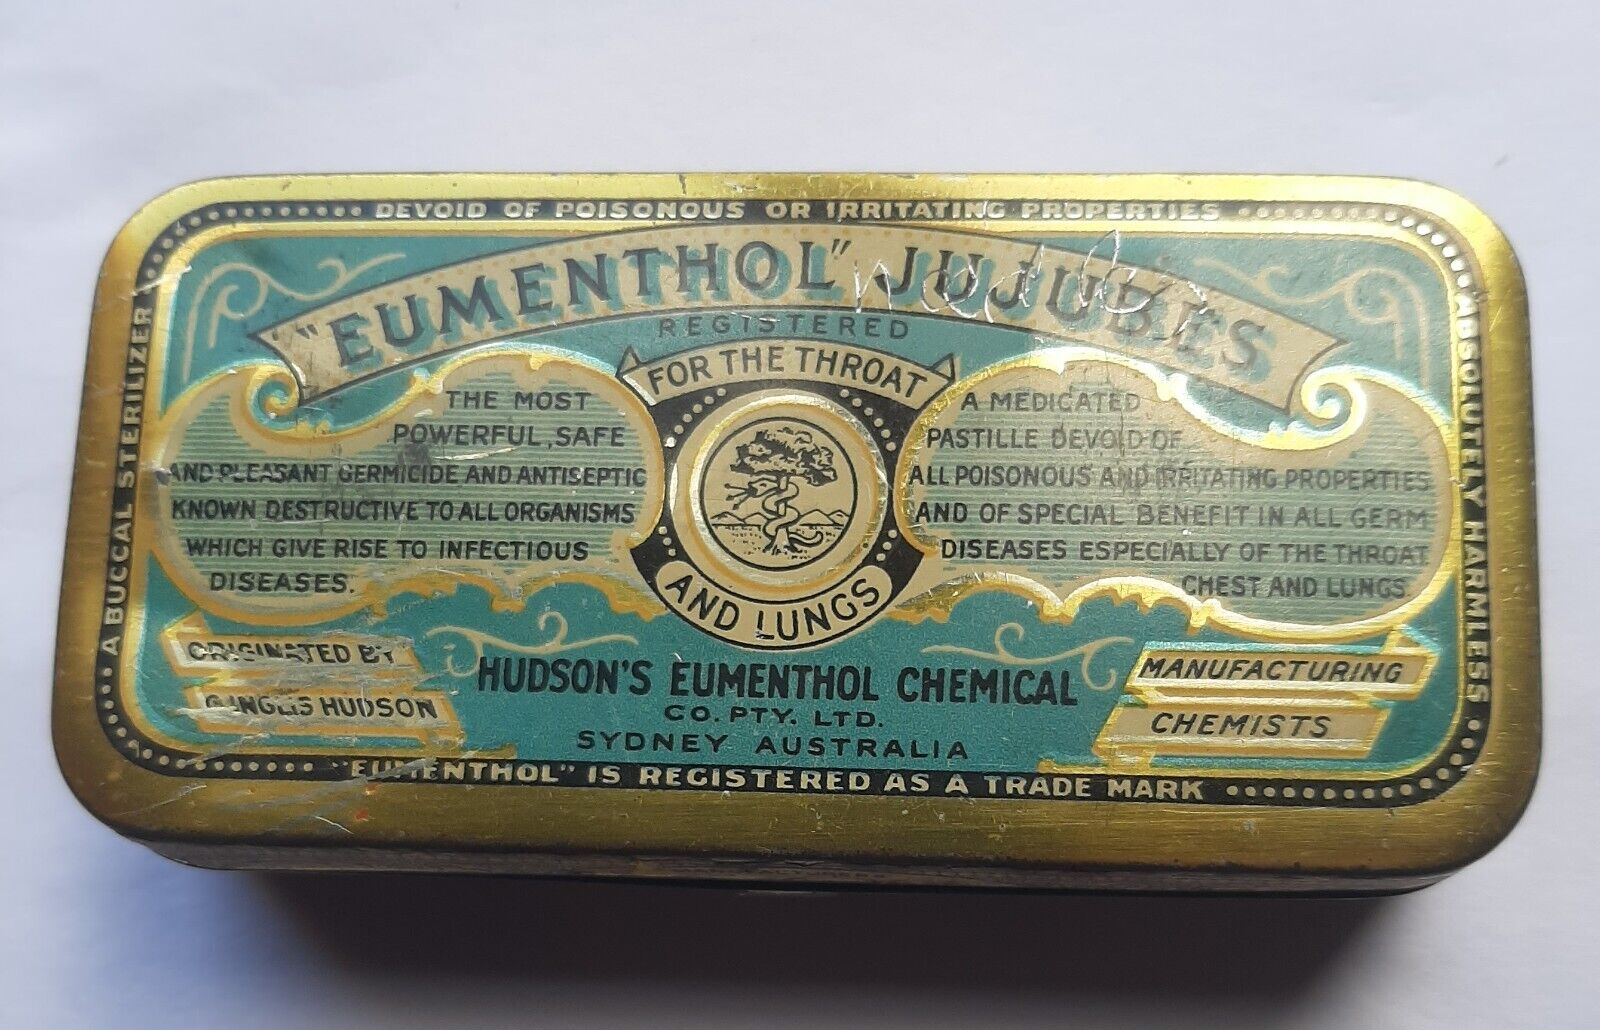 DEVOID OF POISONOUS OR IRRITATING PROPERTIES
"EUMENTHOL" JUJUBES
REGISTERED
FOR THE THROAT
AND LUNGS
THE MOST
POWERFUL, SAFE
AND PLEASANT GERMICIDE AND ANTISEPTIC
KNOWN DESTRUCTIVE TO ALL ORGANISMS
WHICH GIVE RISE TO INFECTIOUS
DISEASES.
A MEDICATED
PASTILLE DEVOID OF
ALL POISONOUS AND IRRITATING PROPERTIES
AND OF SPECIAL BENEFIT IN ALL GERM
DISEASES ESPECIALLY OF THE THROAT
CHEST AND LUNGS.
ORIGINATED BY
G. INGLIS HUDSON
HUDSON'S EUMENTHOL CHEMICAL
CO. PTY. LTD.
SYDNEY AUSTRALIA
MANUFACTURING
CHEMISTS
A BUCCAL STERILIZER
ABSOLUTELY HARMLESS
"EUMENTHOL" IS REGISTERED AS A TRADE MARK